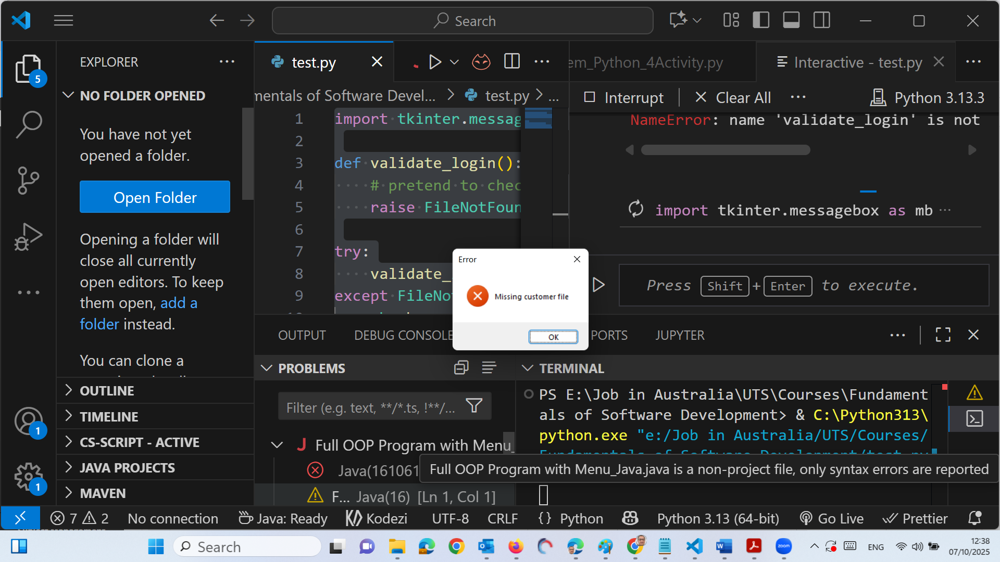 Search
EXPLORER
NO FOLDER OPENED
You have not yet
opened a folder.
Open Folder
Opening a folder will
close all currently
open editors. To keep
them open, add a
folder instead.
You can clone a
OUTLINE
TIMELINE
CS-SCRIPT - ACTIVE
JAVA PROJECTS
MAVEN
5
1
1
test.py
mentals of Software Devel... > test.py > ...
1 import tkinter.messag
2
3 def validate_login():
4 # pretend to chec
5 raise FileNotFoun
6
7 try:
8 validate_
9 except FileNo
em_Python_4Activity.py
Interactive - test.py
Interrupt
Clear All
Python 3.13.3
NameError: name 'validate_login' is not
import tkinter.messagebox as mb ...
Press Shift + Enter to execute.
Error
Missing customer file
OK
OUTPUT
DEBUG CONSOLE
PORTS
JUPYTER
PROBLEMS
Filter (e.g. text, **/*.ts, !**/...
Full OOP Program with Menu_
Java(161061
F... Java(16) [Ln 1, Col 1]
TERMINAL
PS E:\Job in Australia\UTS\Courses\Fundament
als of Software Development> & C:\Python313\
python.exe "e:/Job in Australia/UTS/Courses/
Fundamentals of Software Development/test.py
Full OOP Program with Menu_Java.java is a non-project file, only syntax errors are reported
7 2 No connection Java: Ready Kodezi UTF-8 CRLF {} Python Python 3.13 (64-bit) Go Live Prettier
Search
zoom
ENG
12:38
07/10/2025